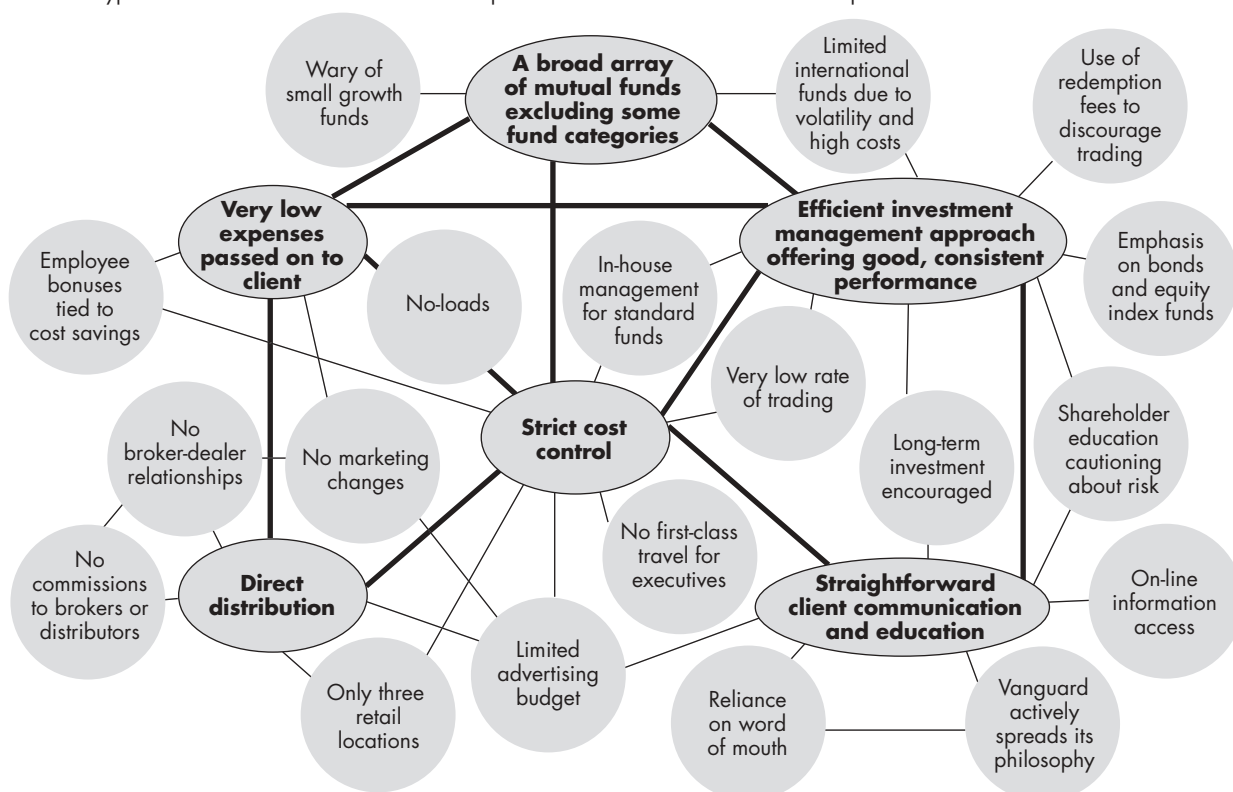 Wary of
small growth
funds
A broad array
of mutual funds
excluding some
fund categories
Limited
international
funds due to
volatility and
high costs
Use of
redemption
fees to
discourage
trading
Very low
expenses
passed on to
client
Efficient investment
management approach
offering good, consistent
performance
Employee
bonuses
tied to
cost savings
No-loads
In-house
management
for standard
funds
Emphasis
on bonds
and equity
index funds
Very low rate
of trading
Strict cost
control
No
broker-dealer
relationships
No marketing
changes
Long-term
investment
encouraged
Shareholder
education
cautioning
about risk
No
commissions
to brokers or
distributors
Direct
distribution
No first-class
travel for
executives
Straightforward
client communication
and education
On-line
information
access
Only three
retail
locations
Limited
advertising
budget
Reliance
on word
of mouth
Vanguard
actively
spreads its
philosophy